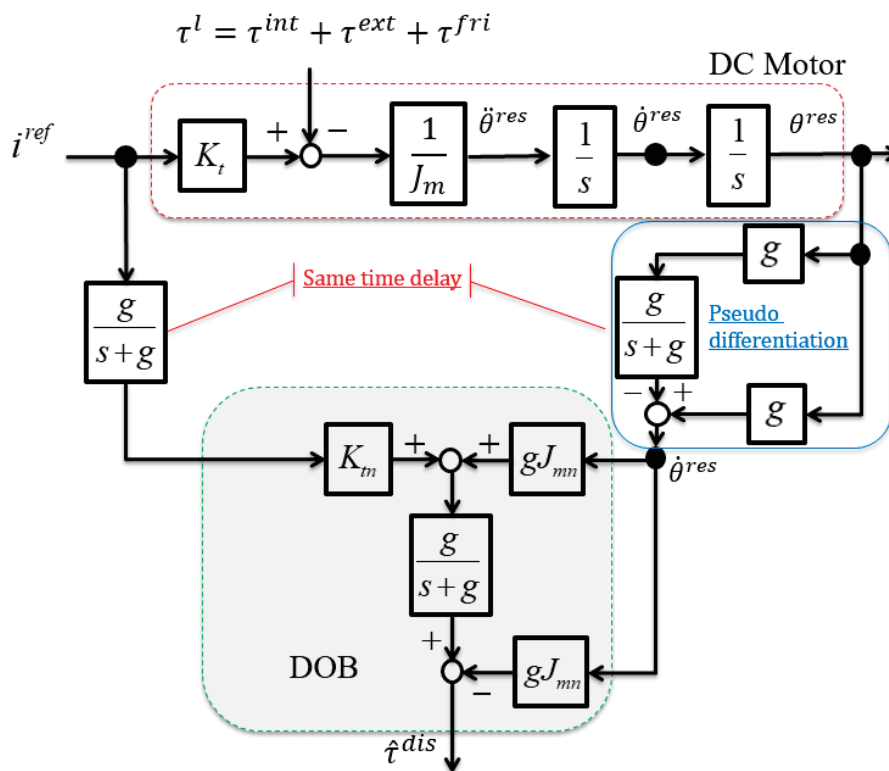 τ^l = τ^int + τ^ext + τ^fri
DC Motor
i^ref
K_t
+
−
1/J_m
θ̈^res
1/s
θ̇^res
1/s
θ^res
g/(s+g)
Same time delay
g
g/(s+g)
Pseudo
differentiation
−
+
g
K_tn
+
+
gJ_mn
θ̇^res
g/(s+g)
DOB
+
−
gJ_mn
τ̂^dis